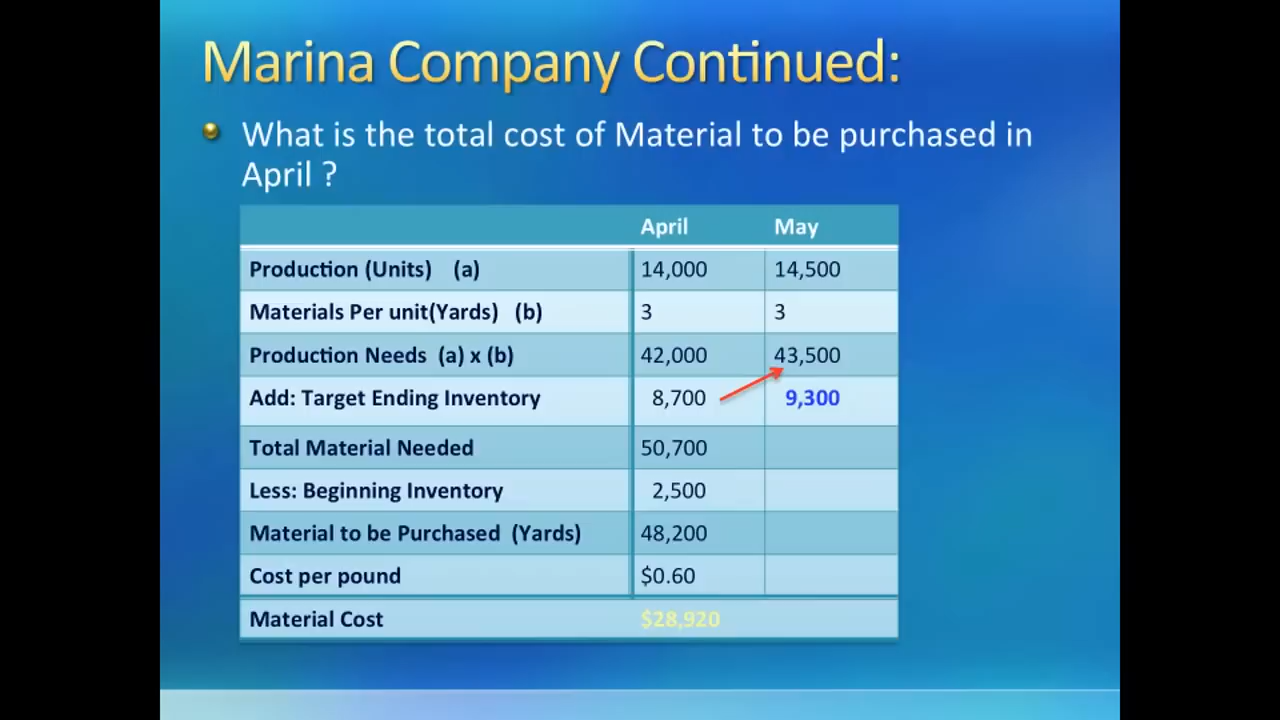 Marina Company Continued:
What is the total cost of Material to be purchased in
April ?
April May
Production (Units) (a) 14,000 14,500
Materials Per unit(Yards) (b) 3 3
Production Needs (a) x (b) 42,000 43,500
Add: Target Ending Inventory 8,700 9,300
Total Material Needed 50,700
Less: Beginning Inventory 2,500
Material to be Purchased (Yards) 48,200
Cost per pound $0.60
Material Cost $28,920